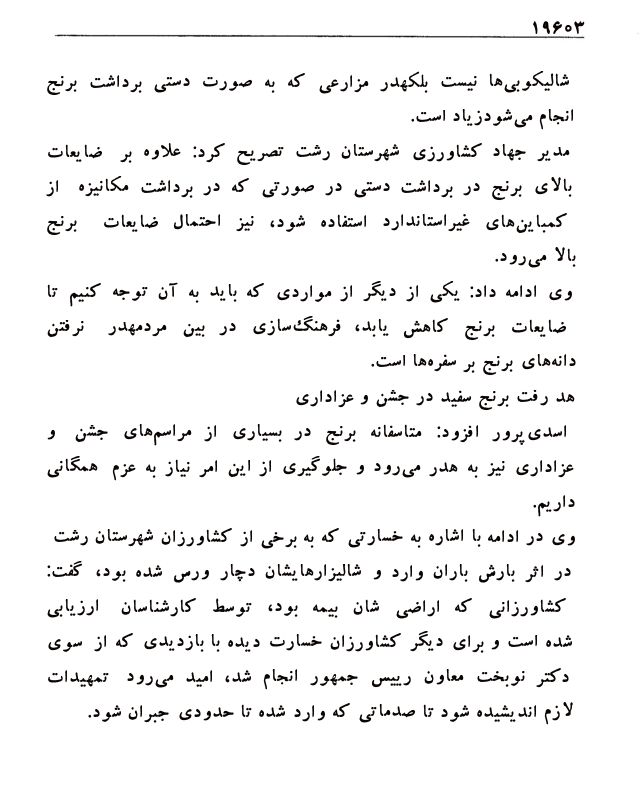 ۱۹۶۰۳
شالیکوبی‌ها نیست بلکهدر مزارعی که به صورت دستی برداشت برنج
انجام می‌شودزیاد است.
مدیر جهاد کشاورزی شهرستان رشت تصریح کرد: علاوه بر ضایعات
بالای برنج در برداشت دستی در صورتی که در برداشت مکانیزه از
کمباین‌های غیراستاندارد استفاده شود، نیز احتمال ضایعات برنج
بالا می‌رود.
وی ادامه داد: یکی از دیگر از مواردی که باید به آن توجه کنیم تا
ضایعات برنج کاهش یابد، فرهنگ‌سازی در بین مردمهدر نرفتن
دانه‌های برنج بر سفره‌ها است.
هد رفت برنج سفید در جشن و عزاداری
اسدی‌پرور افزود: متاسفانه برنج در بسیاری از مراسم‌های جشن و
عزاداری نیز به هدر می‌رود و جلوگیری از این امر نیاز به عزم همگانی
داریم.
وی در ادامه با اشاره به خسارتی که به برخی از کشاورزان شهرستان رشت
در اثر بارش باران وارد و شالیزارهایشان دچار ورس شده بود، گفت:
کشاورزانی که اراضی شان بیمه بود، توسط کارشناسان ارزیابی
شده است و برای دیگر کشاورزان خسارت دیده با بازدیدی که از سوی
دکتر نوبخت معاون رییس جمهور انجام شد، امید می‌رود تمهیدات
لازم اندیشیده شود تا صدماتی که وارد شده تا حدودی جبران شود.